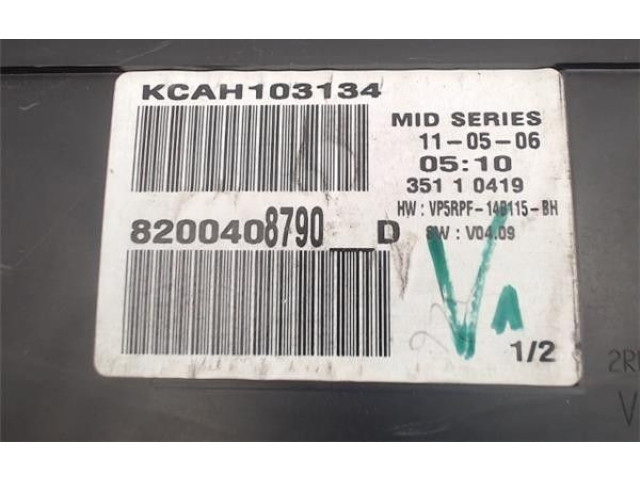 KCAH103134
MID SERIES
11-05-06
05:10
351 1 0419
HW : VP5RPF-14B115-BH
8200408790__D
SW : V04.09
V
1/2